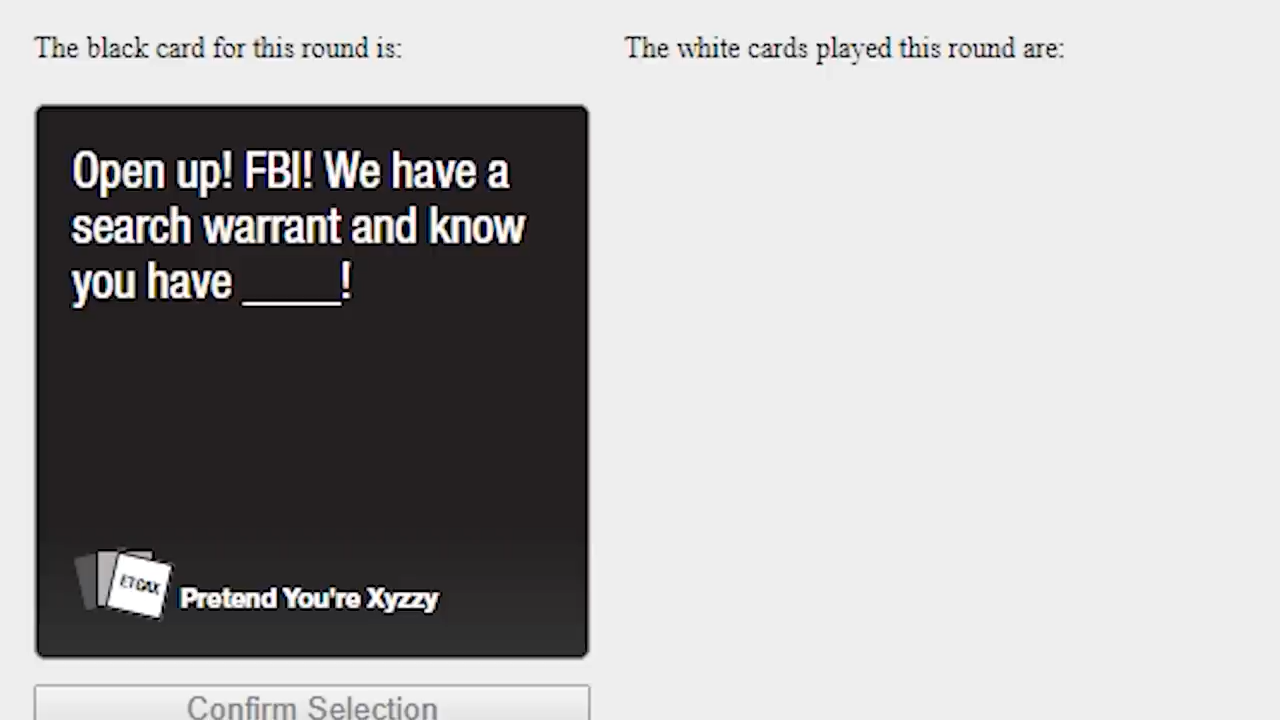 The black card for this round is:
The white cards played this round are:
Open up! FBI! We have a
search warrant and know
you have ____!
Pretend You're Xyzzy
Confirm Selection